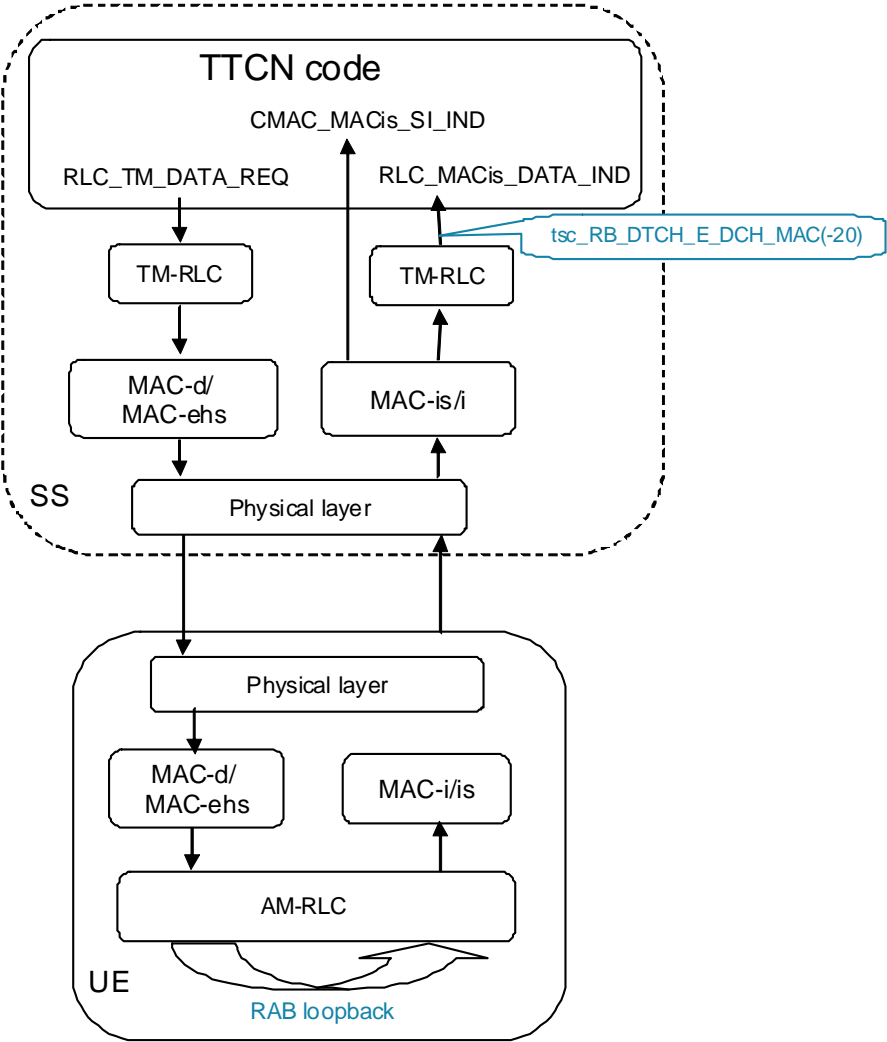 TTCN code
CMAC_MACis_SI_IND
RLC_TM_DATA_REQ
RLC_MACis_DATA_IND
tsc_RB_DTCH_E_DCH_MAC(-20)
TM-RLC
TM-RLC
MAC-d/
MAC-ehs
MAC-is/i
SS
Physical layer
Physical layer
MAC-d/
MAC-ehs
MAC-i/is
AM-RLC
UE
RAB loopback